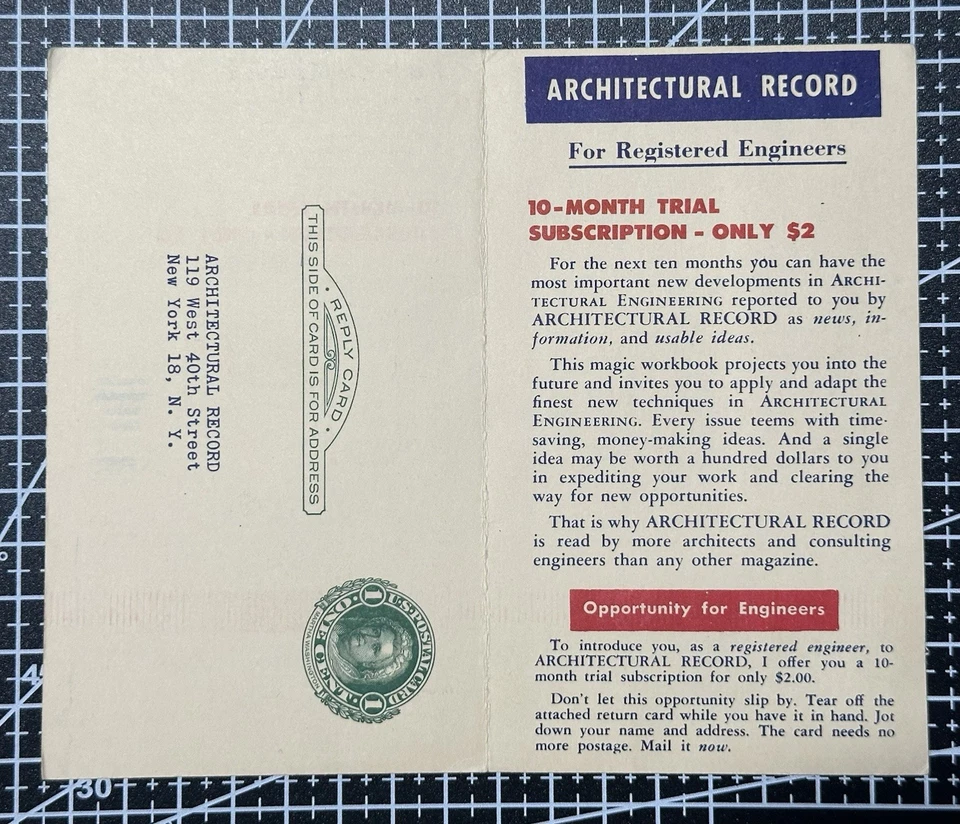 ARCHITECTURAL RECORD
119 West 40th Street
New York 18, N. Y.
• REPLY CARD •
THIS SIDE OF CARD IS FOR ADDRESS
U.S. POSTAL CARD
1 ONE CENT 1
MARTHA WASHINGTON
ARCHITECTURAL RECORD
For Registered Engineers
10-MONTH TRIAL
SUBSCRIPTION - ONLY $2
For the next ten months you can have the
most important new developments in ARCHI-
TECTURAL ENGINEERING reported to you by
ARCHITECTURAL RECORD as news, in-
formation, and usable ideas.
This magic workbook projects you into the
future and invites you to apply and adapt the
finest new techniques in ARCHITECTURAL
ENGINEERING. Every issue teems with time-
saving, money-making ideas. And a single
idea may be worth a hundred dollars to you
in expediting your work and clearing the
way for new opportunities.
That is why ARCHITECTURAL RECORD
is read by more architects and consulting
engineers than any other magazine.
Opportunity for Engineers
To introduce you, as a registered engineer, to
ARCHITECTURAL RECORD, I offer you a 10-
month trial subscription for only $2.00.
Don't let this opportunity slip by. Tear off the
attached return card while you have it in hand. Jot
down your name and address. The card needs no
more postage. Mail it now.
4
30